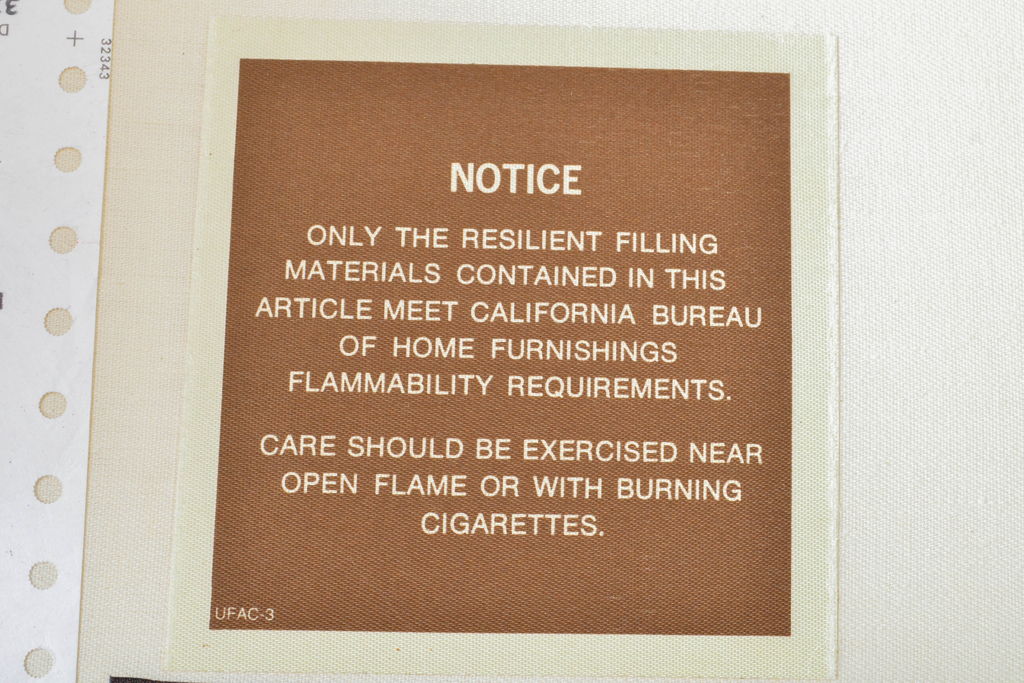 32343
NOTICE
ONLY THE RESILIENT FILLING
MATERIALS CONTAINED IN THIS
ARTICLE MEET CALIFORNIA BUREAU
OF HOME FURNISHINGS
FLAMMABILITY REQUIREMENTS.
CARE SHOULD BE EXERCISED NEAR
OPEN FLAME OR WITH BURNING
CIGARETTES.
UFAC-3